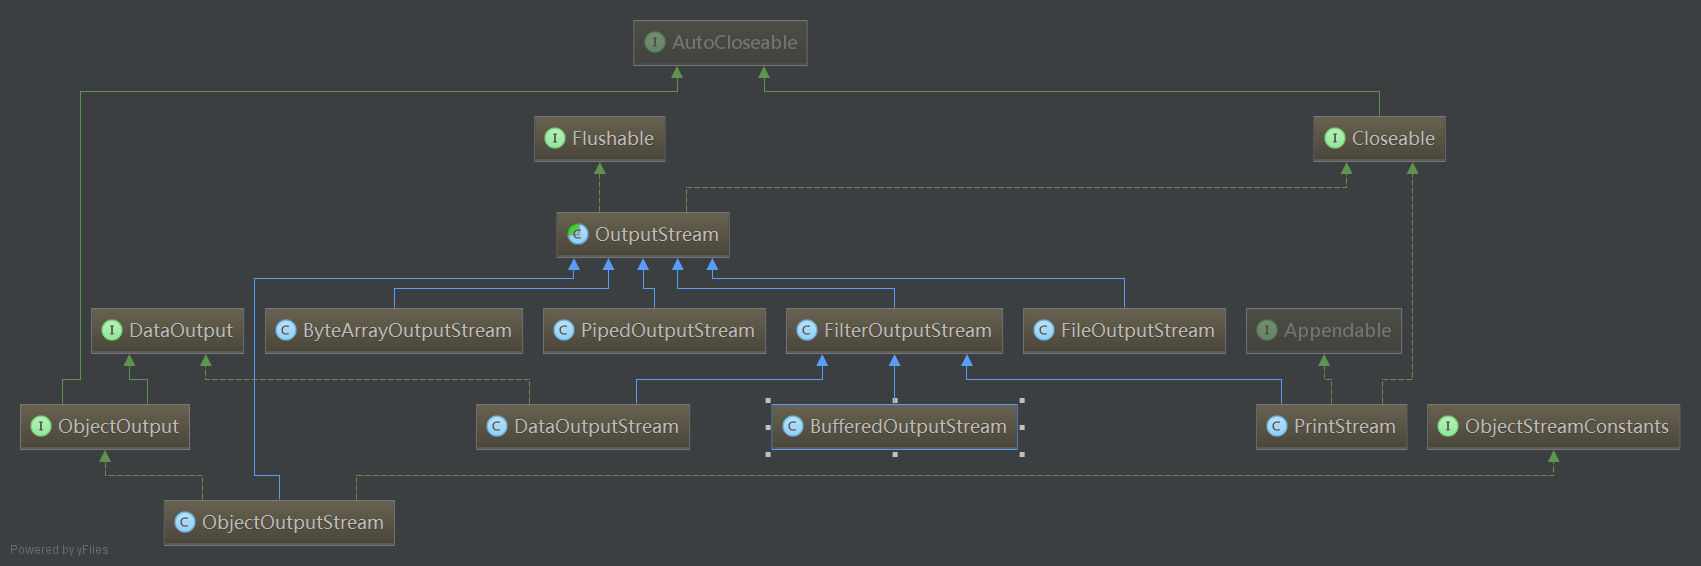 I AutoCloseable
I Flushable
I Closeable
C OutputStream
I DataOutput
C ByteArrayOutputStream
C PipedOutputStream
C FilterOutputStream
C FileOutputStream
I Appendable
I ObjectOutput
C DataOutputStream
C BufferedOutputStream
C PrintStream
I ObjectStreamConstants
C ObjectOutputStream
Powered by yFiles